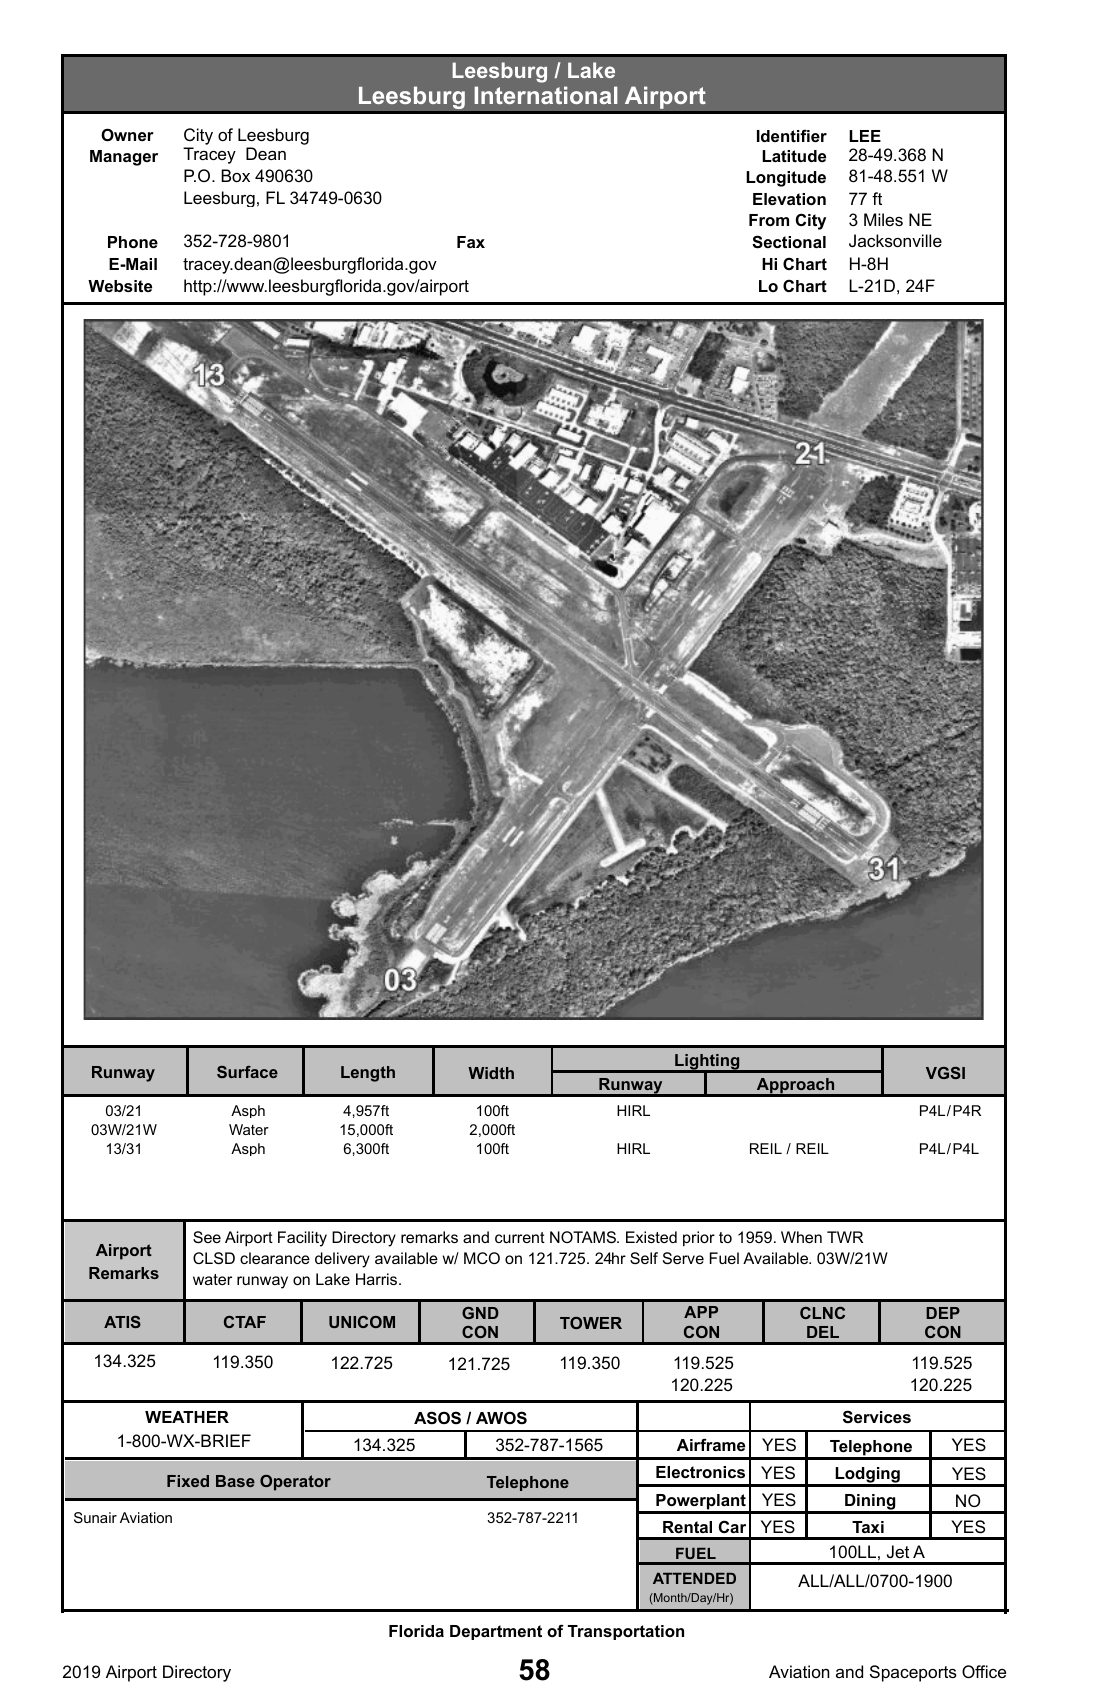 Leesburg / Lake
Leesburg International Airport
Owner City of Leesburg
Manager Tracey Dean
P.O. Box 490630
Leesburg, FL 34749-0630
Phone 352-728-9801 Fax
E-Mail tracey.dean@leesburgflorida.gov
Website http://www.leesburgflorida.gov/airport
Identifier LEE
Latitude 28-49.368 N
Longitude 81-48.551 W
Elevation 77 ft
From City 3 Miles NE
Sectional Jacksonville
Hi Chart H-8H
Lo Chart L-21D, 24F
13
21
31
03
Runway Surface Length Width Lighting VGSI
Runway Approach
03/21 Asph 4,957ft 100ft HIRL P4L/P4R
03W/21W Water 15,000ft 2,000ft
13/31 Asph 6,300ft 100ft HIRL REIL / REIL P4L/P4L
Airport Remarks
See Airport Facility Directory remarks and current NOTAMS. Existed prior to 1959. When TWR
CLSD clearance delivery available w/ MCO on 121.725. 24hr Self Serve Fuel Available. 03W/21W
water runway on Lake Harris.
ATIS CTAF UNICOM GND CON TOWER APP CON CLNC DEL DEP CON
134.325 119.350 122.725 121.725 119.350 119.525 119.525
120.225 120.225
WEATHER
1-800-WX-BRIEF
ASOS / AWOS
134.325 352-787-1565
Fixed Base Operator Telephone
Sunair Aviation 352-787-2211
Services
Airframe YES Telephone YES
Electronics YES Lodging YES
Powerplant YES Dining NO
Rental Car YES Taxi YES
FUEL 100LL, Jet A
ATTENDED ALL/ALL/0700-1900
(Month/Day/Hr)
Florida Department of Transportation
2019 Airport Directory 58 Aviation and Spaceports Office